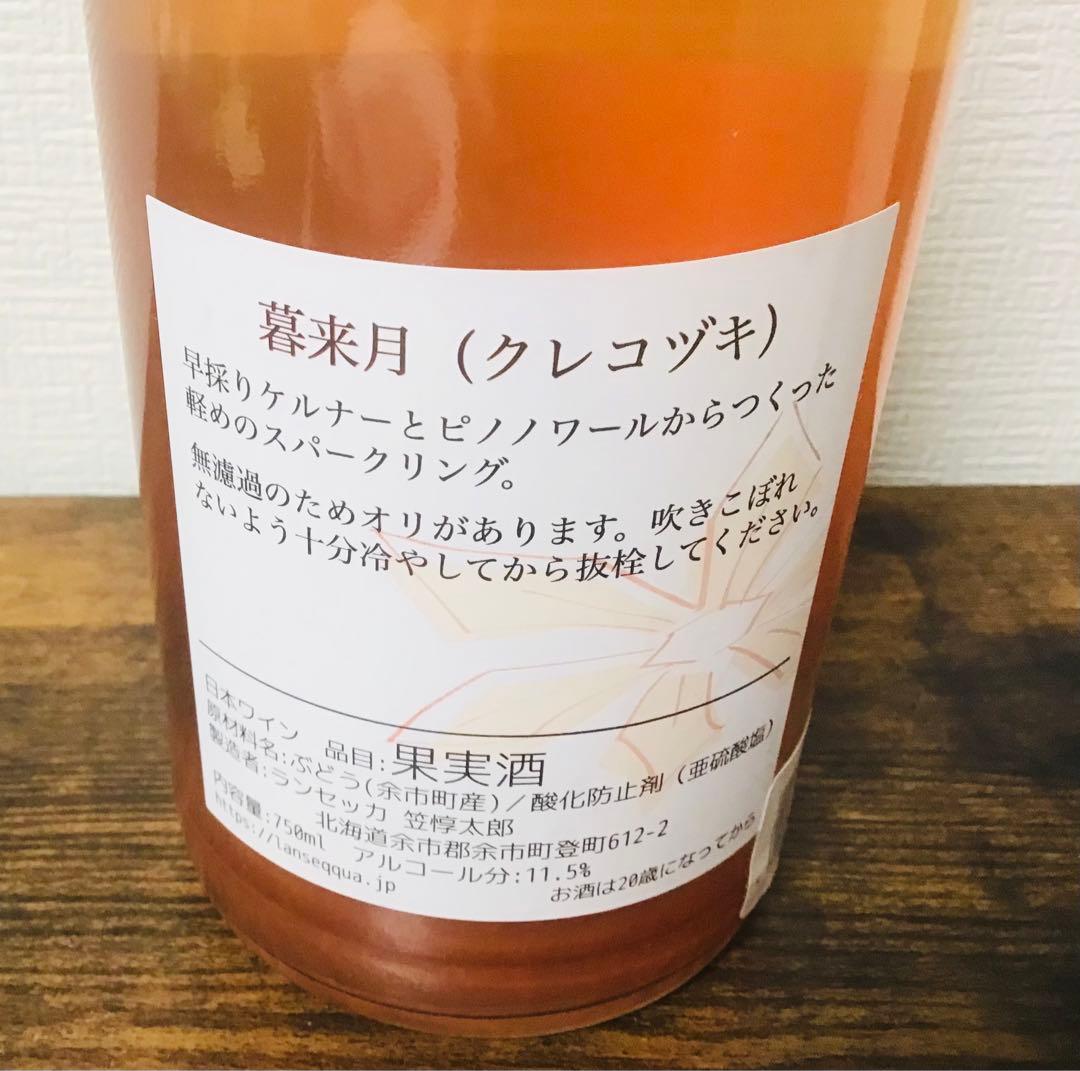 暮来月（クレコヅキ）
早採りケルナーとピノノワールからつくった
軽めのスパークリング。
無濾過のためオリがあります。吹きこぼれ
ないよう十分冷やしてから抜栓してください。
日本ワイン 品目:果実酒
原材料名:ぶどう(余市町産)／酸化防止剤（亜硫酸塩）
製造者:ランセッカ 笠惇太郎
北海道余市郡余市町登町612-2
内容量:750ml アルコール分:11.5%
https://lanseqqua.jp
お酒は20歳になってから